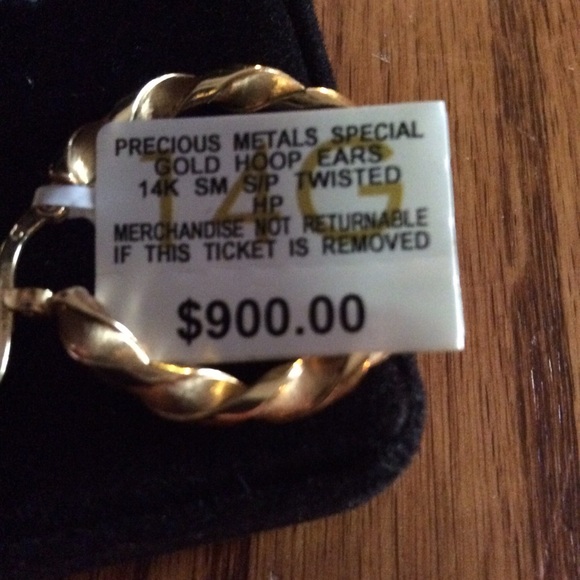 14G
PRECIOUS METALS SPECIAL
GOLD HOOP EARS
14K SM S/P TWISTED
HP
MERCHANDISE NOT RETURNABLE
IF THIS TICKET IS REMOVED
$900.00